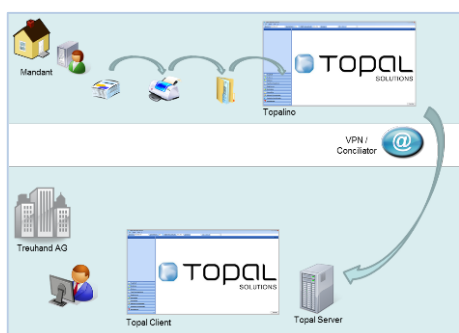 Mandant
TOPAL
SOLUTIONS
Topalino
VPN /
Conciliator
@
Treuhand AG
TOPAL
SOLUTIONS
Topal Client
Topal Server